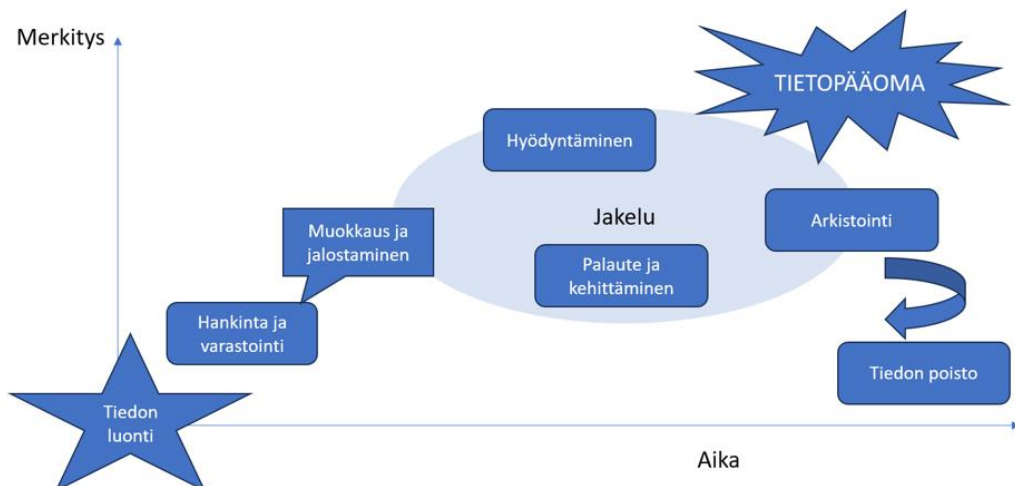 Merkitys
TIETOPÄÄOMA
Hyödyntäminen
Jakelu
Arkistointi
Muokkaus ja
jalostaminen
Palaute ja
kehittäminen
Hankinta ja
varastointi
Tiedon poisto
Tiedon
luonti
Aika